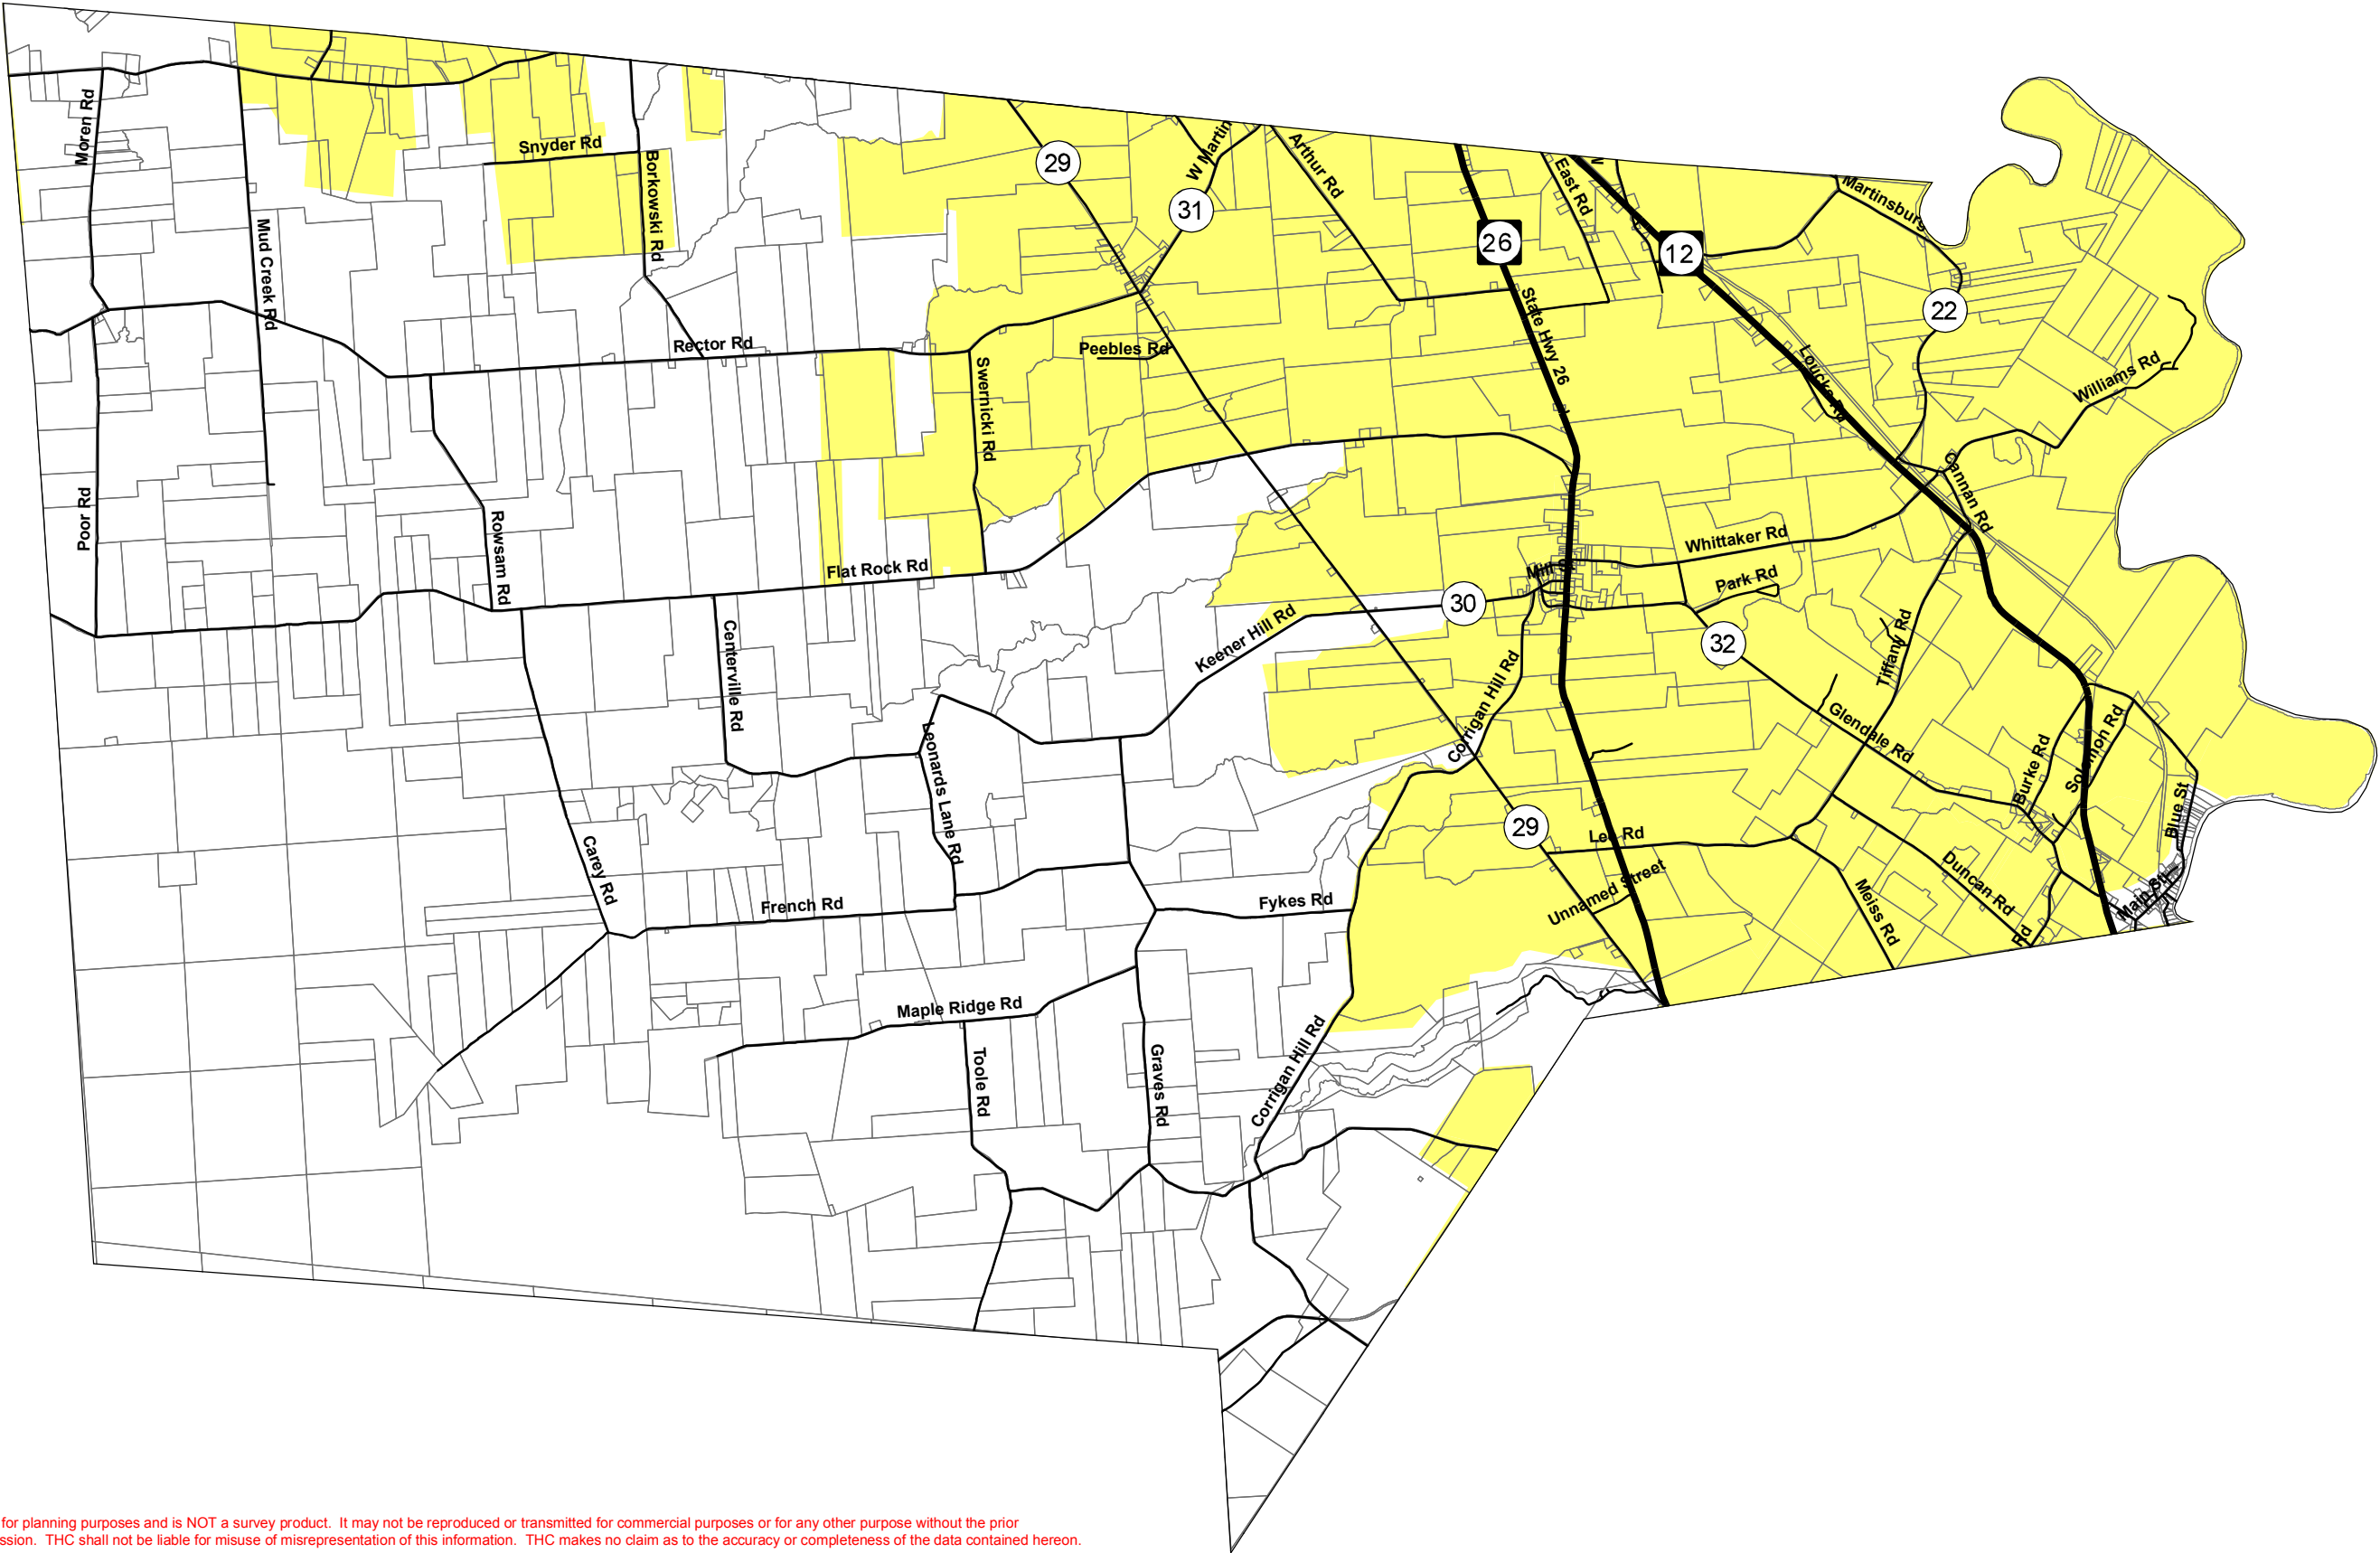 Moren Rd
Snyder Rd
Borkowski Rd
Mud Creek Rd
29
W Martin
31
Arthur Rd
East Rd
26
12
Martinsburg
22
State Hwy 26
Rector Rd
Peebles Rd
Swernicki Rd
Loucks Rd
Williams Rd
Poor Rd
Rowsam Rd
Flat Rock Rd
Cannan Rd
Whittaker Rd
Mill St
Park Rd
30
Keener Hill Rd
32
Centerville Rd
Leonards Lane Rd
Corrigan Hill Rd
Tiffany Rd
Glendale Rd
Burke Rd
Solomon Rd
Blue St
29
Lee Rd
Carey Rd
French Rd
Fykes Rd
Unnamed Street
Meiss Rd
Duncan Rd
Rd
Main St
Maple Ridge Rd
Toole Rd
Graves Rd
Corrigan Hill Rd
for planning purposes and is NOT a survey product. It may not be reproduced or transmitted for commercial purposes or for any other purpose without the prior
ssion. THC shall not be liable for misuse of misrepresentation of this information. THC makes no claim as to the accuracy or completeness of the data contained hereon.